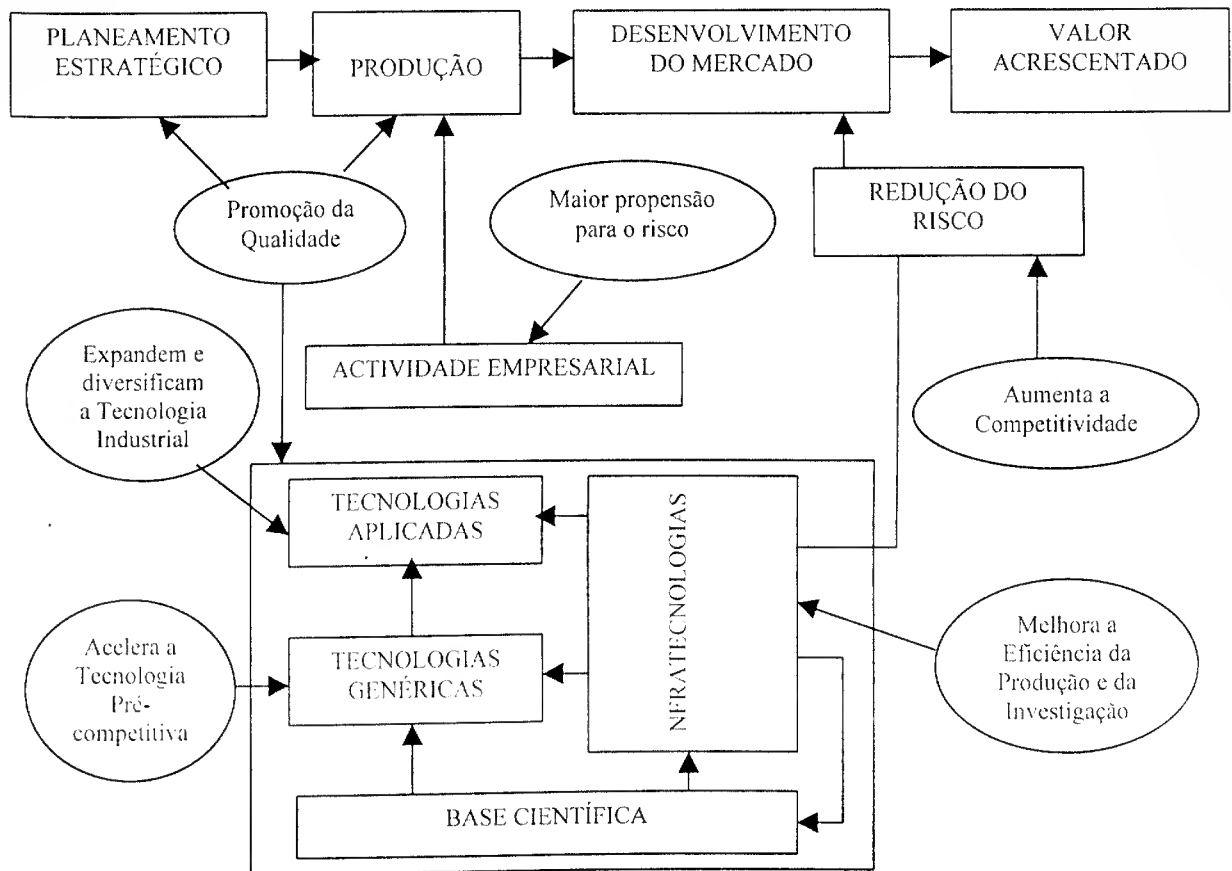 PLANEAMENTO
ESTRATÉGICO
PRODUÇÃO
DESENVOLVIMENTO
DO MERCADO
VALOR
ACRESCENTADO
Promoção da
Qualidade
Maior propensão
para o risco
REDUÇÃO DO
RISCO
Expandem e
diversificam
a Tecnologia
Industrial
ACTIVIDADE EMPRESARIAL
Aumenta a
Competitividade
TECNOLOGIAS
APLICADAS
NFRATECNOLOGIAS
Acelera a
Tecnologia
Pré-
competitiva
TECNOLOGIAS
GENÉRICAS
Melhora a
Eficiência da
Produção e da
Investigação
BASE CIENTÍFICA